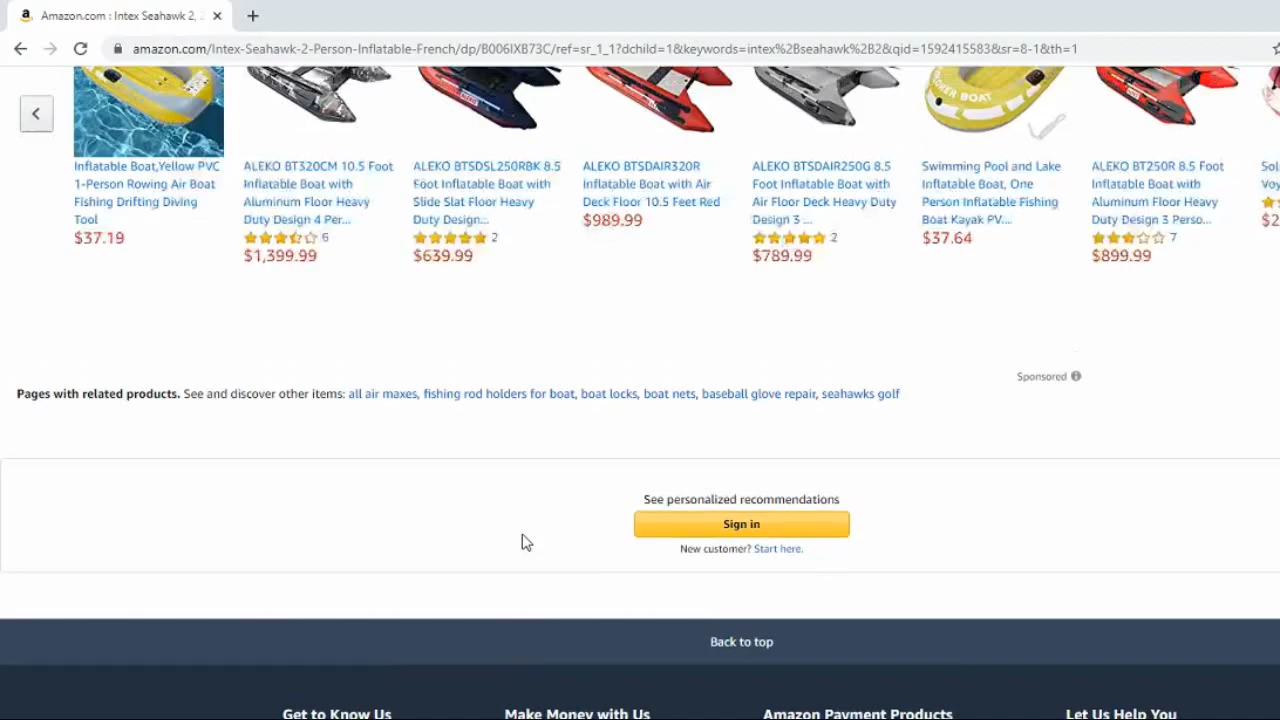 Amazon.com : Intex Seahawk 2, 2
amazon.com/Intex-Seahawk-2-Person-Inflatable-French/dp/B006IXB73C/ref=sr_1_1?dchild=1&keywords=intex%2Bseahawk%2B2&qid=1592415583&sr=8-1&th=1
FLOWER BOAT
Inflatable Boat,Yellow PVC
1-Person Rowing Air Boat
Fishing Drifting Diving
Tool
$37.19
ALEKO BT320CM 10.5 Foot
Inflatable Boat with
Aluminum Floor Heavy
Duty Design 4 Per...
6
$1,399.99
ALEKO BTSDSL250RBK 8.5
Foot Inflatable Boat with
Slide Slat Floor Heavy
Duty Design...
2
$639.99
ALEKO BTSDAIR320R
Inflatable Boat with Air
Deck Floor 10.5 Feet Red
$989.99
ALEKO BTSDAIR250G 8.5
Foot Inflatable Boat with
Air Floor Deck Heavy Duty
Design 3 ...
2
$789.99
Swimming Pool and Lake
Inflatable Boat, One
Person Inflatable Fishing
Boat Kayak PV...
$37.64
ALEKO BT250R 8.5 Foot
Inflatable Boat with
Aluminum Floor Heavy
Duty Design 3 Perso...
7
$899.99
Sponsored
Pages with related products. See and discover other items: all air maxes, fishing rod holders for boat, boat locks, boat nets, baseball glove repair, seahawks golf
See personalized recommendations
Sign in
New customer? Start here.
Back to top
Get to Know Us
Make Money with Us
Amazon Payment Products
Let Us Help You